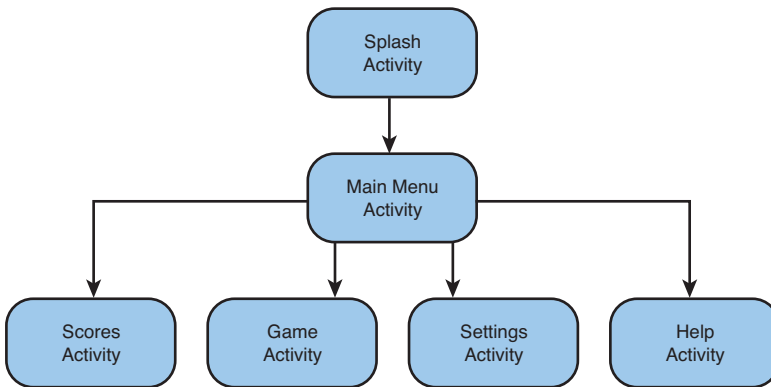 Splash
Activity
Main Menu
Activity
Scores
Activity
Game
Activity
Settings
Activity
Help
Activity